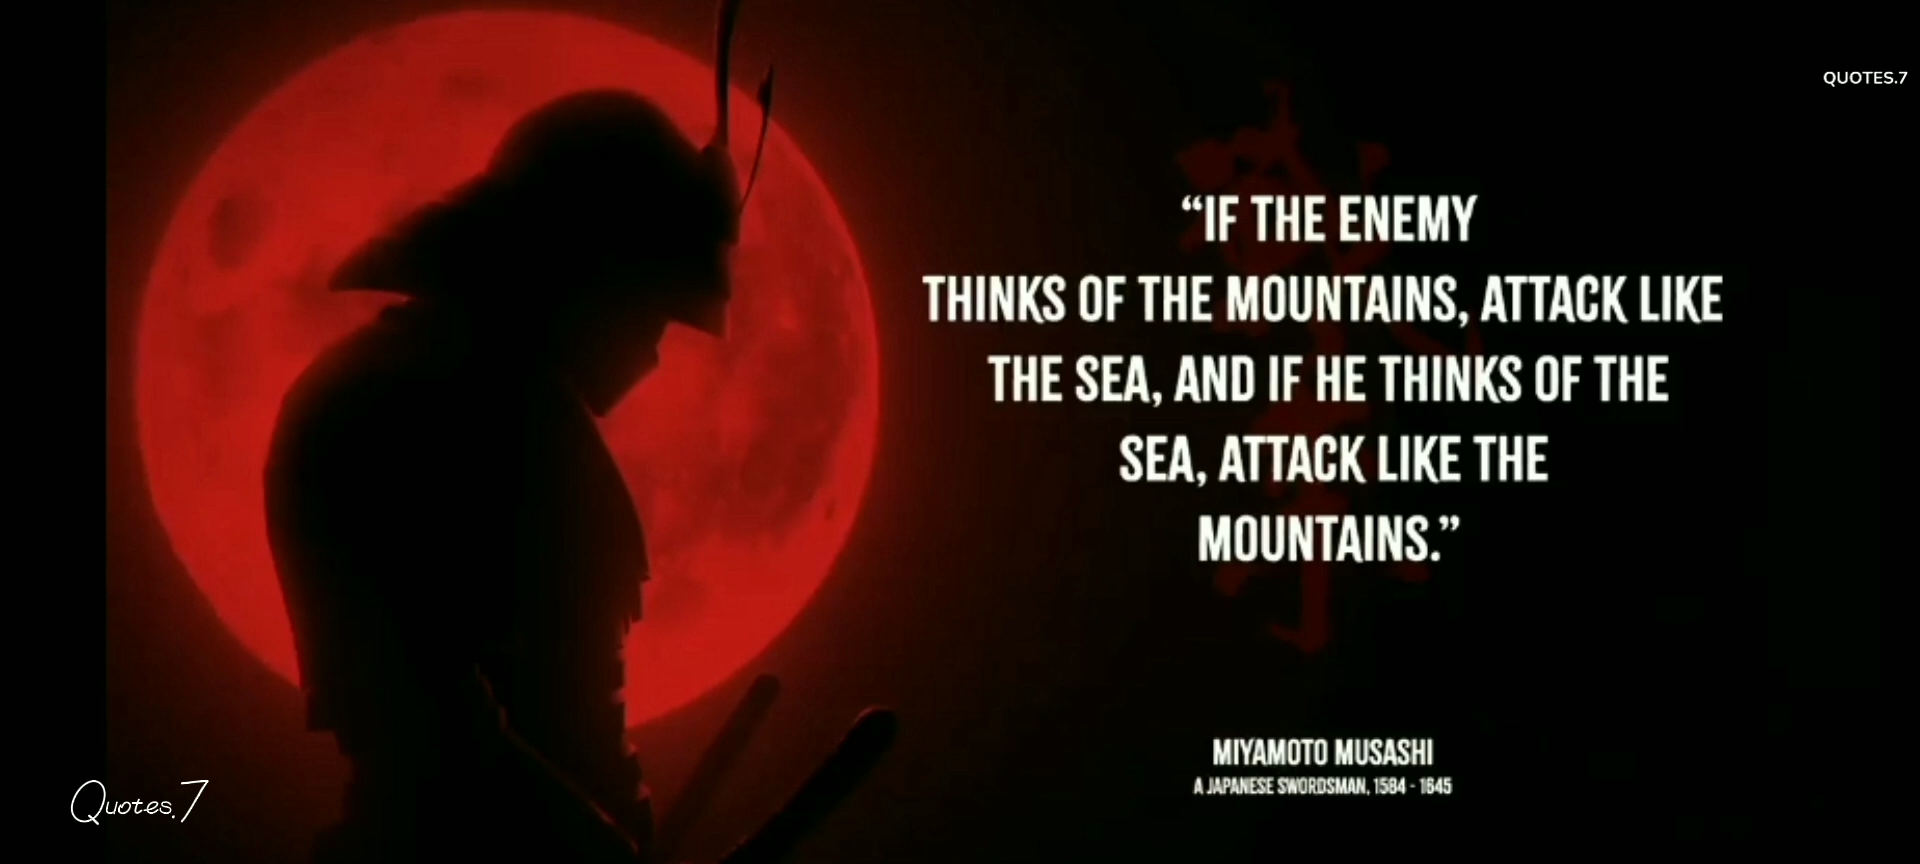 QUOTES.7
“IF THE ENEMY
THINKS OF THE MOUNTAINS, ATTACK LIKE
THE SEA, AND IF HE THINKS OF THE
SEA, ATTACK LIKE THE
MOUNTAINS.”
MIYAMOTO MUSASHI
A JAPANESE SWORDSMAN, 1584 - 1645
Quotes.7